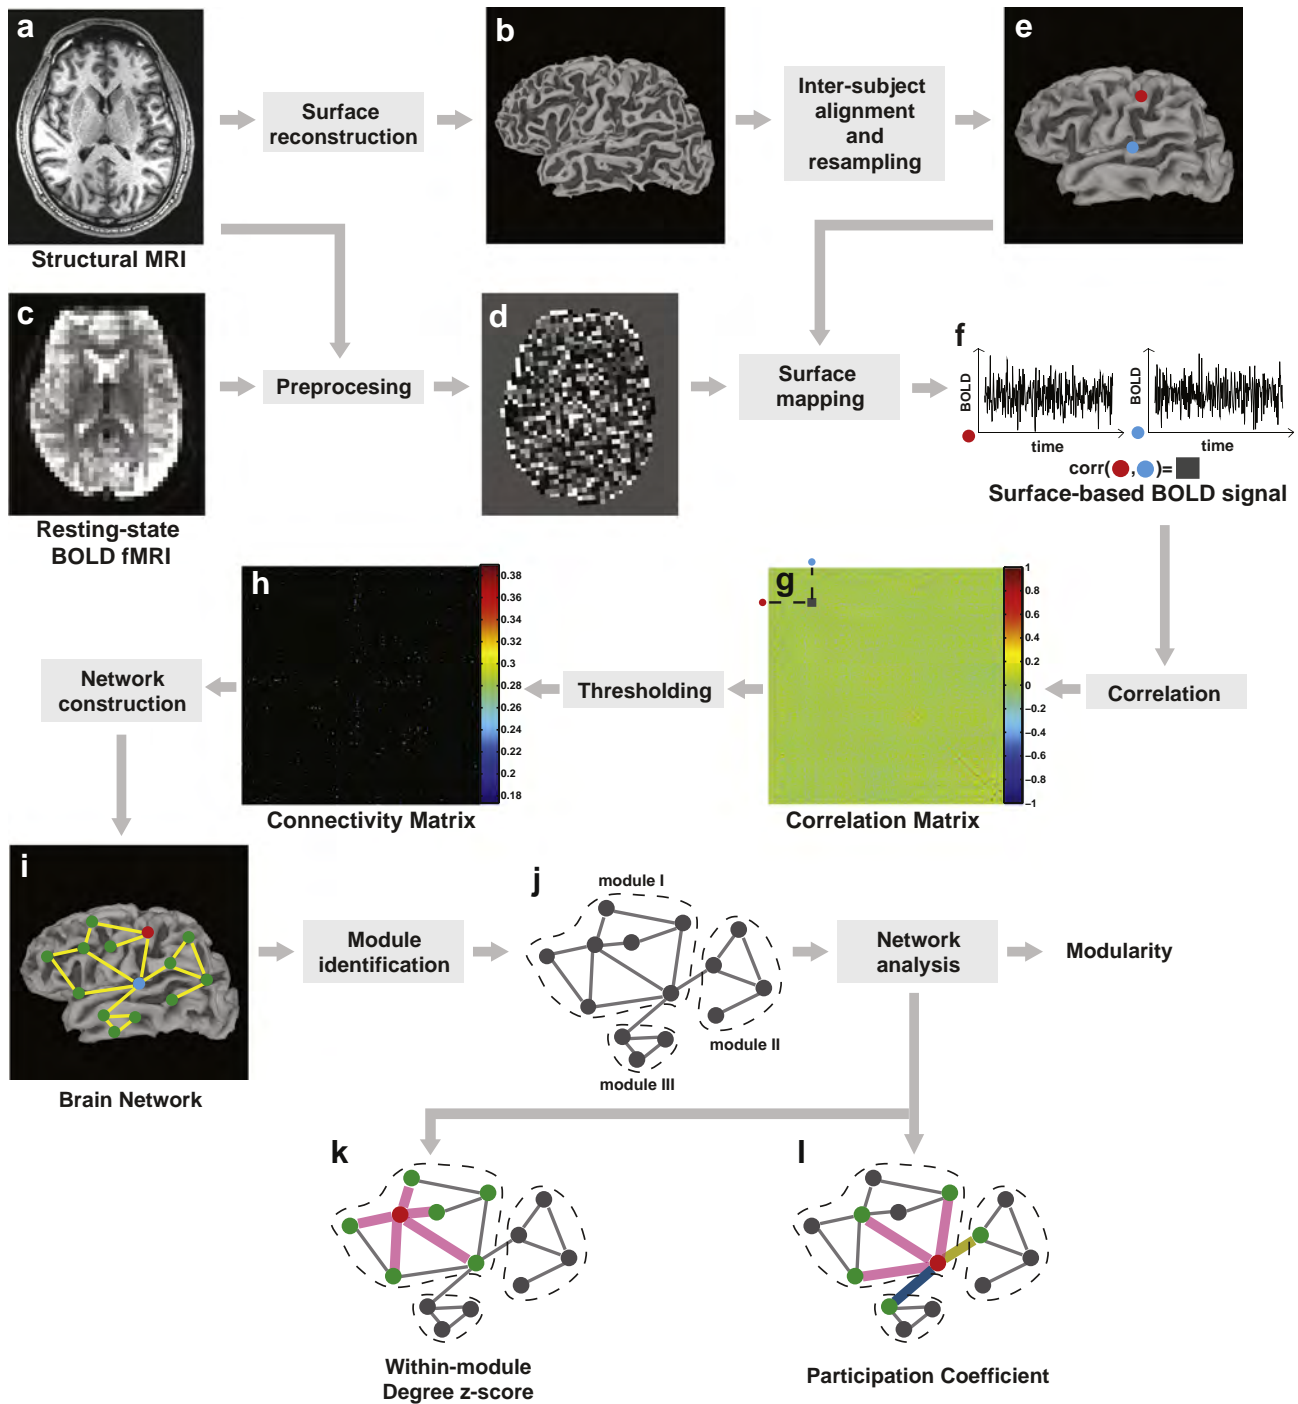 a
b
e
Surface
reconstruction
Inter-subject
alignment
and
resampling
Structural MRI
c
d
f
Preprocesing
Surface
mapping
BOLD
time
BOLD
time
corr( , )=
Surface-based BOLD signal
Resting-state
BOLD fMRI
h
0.38
0.36
0.34
0.32
0.3
0.28
0.26
0.24
0.22
0.2
0.18
g
1
0.8
0.6
0.4
0.2
0
−0.2
−0.4
−0.6
−0.8
−1
Network
construction
Thresholding
Correlation
Connectivity Matrix
Correlation Matrix
i
j
module I
Module
identification
Network
analysis
Modularity
module II
module III
Brain Network
k
l
Within-module
Degree z-score
Participation Coefficient